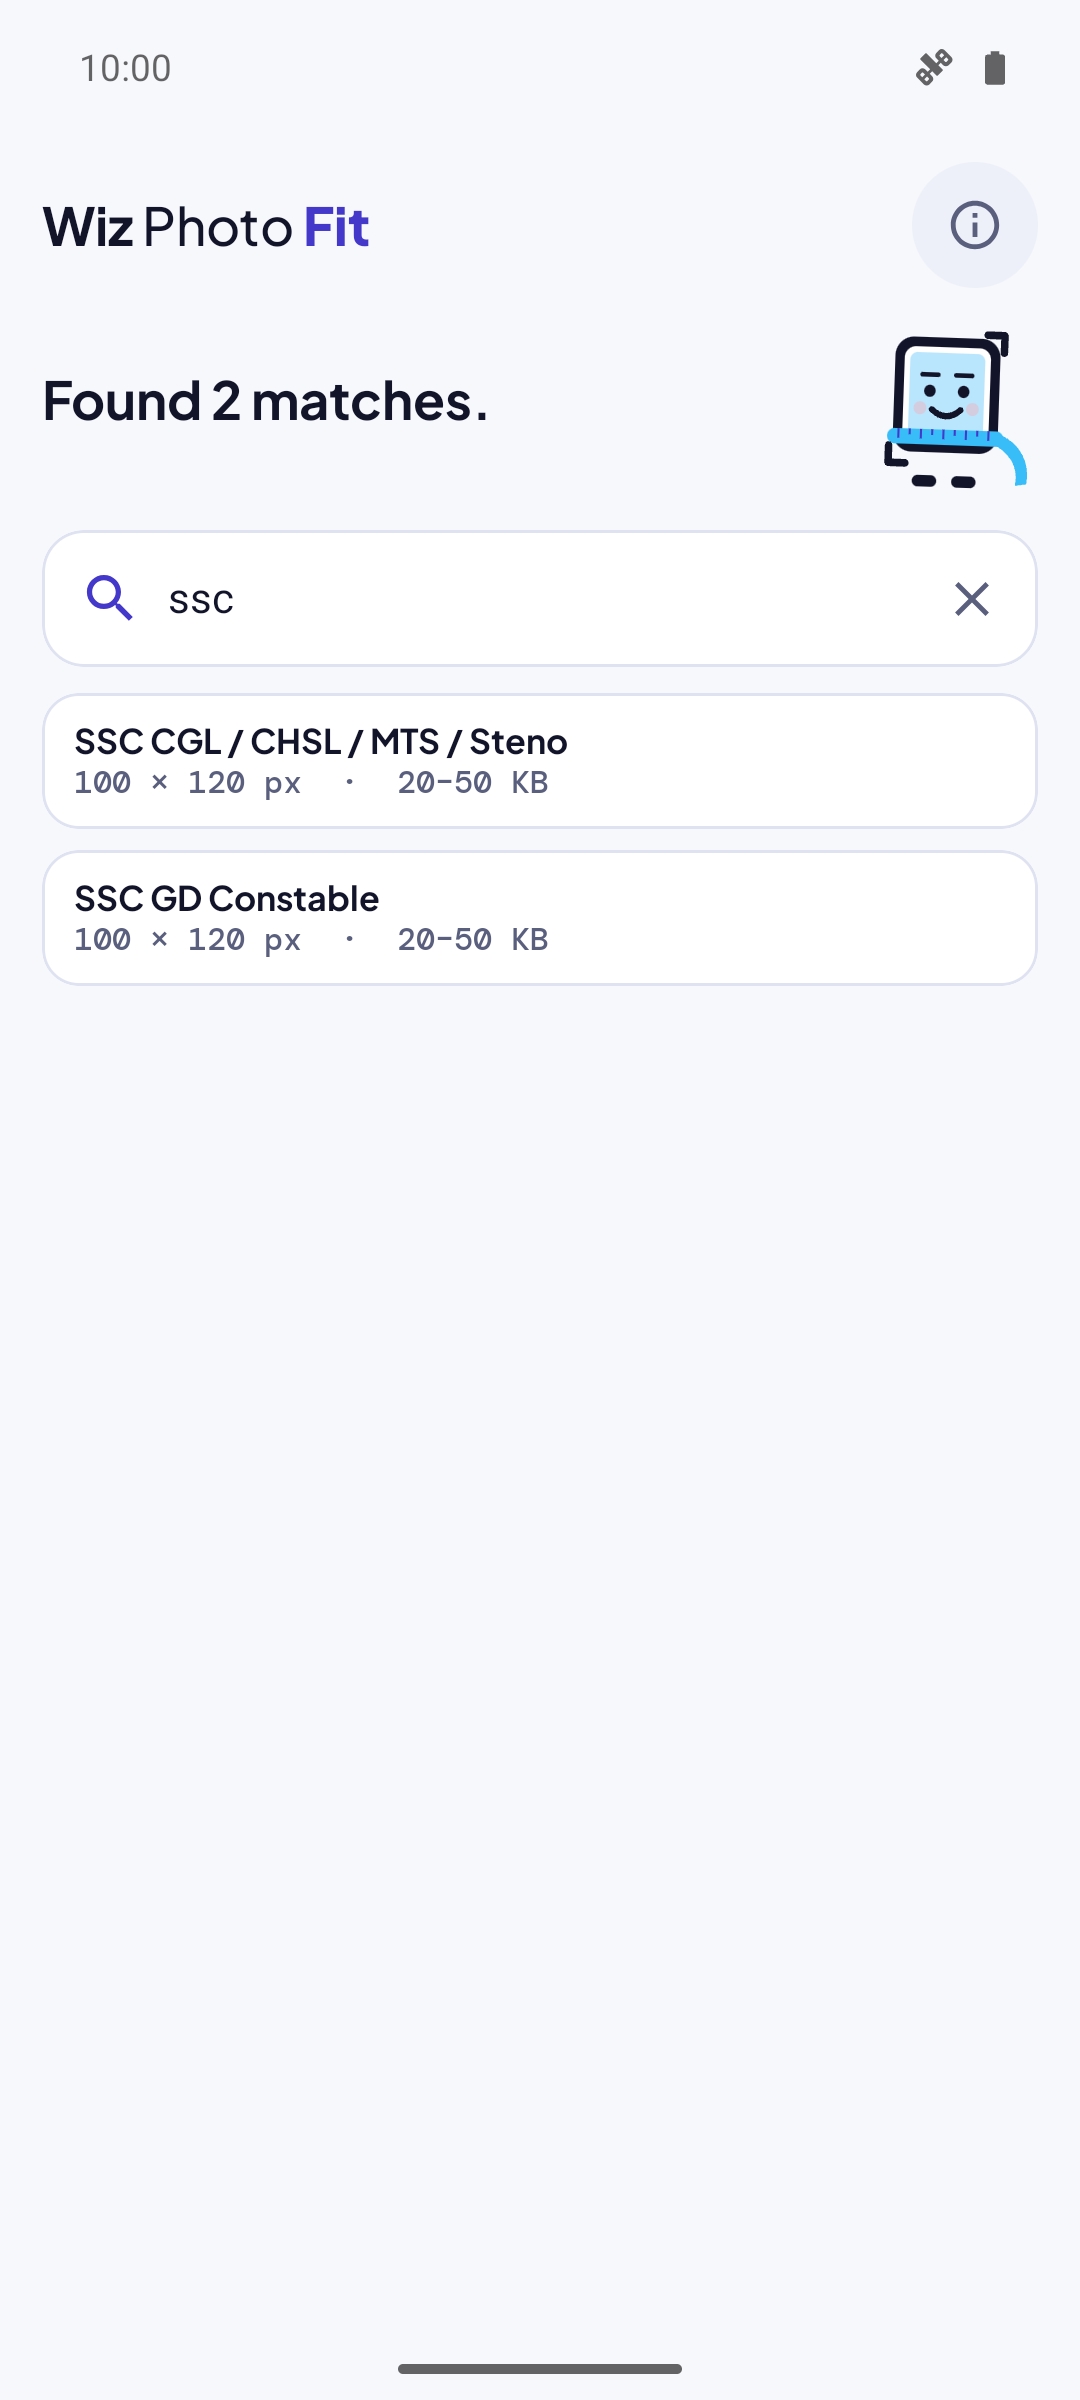 10:00
Wiz Photo Fit
Found 2 matches.
ssc
SSC CGL / CHSL / MTS / Steno
100 × 120 px · 20–50 KB
SSC GD Constable
100 × 120 px · 20–50 KB